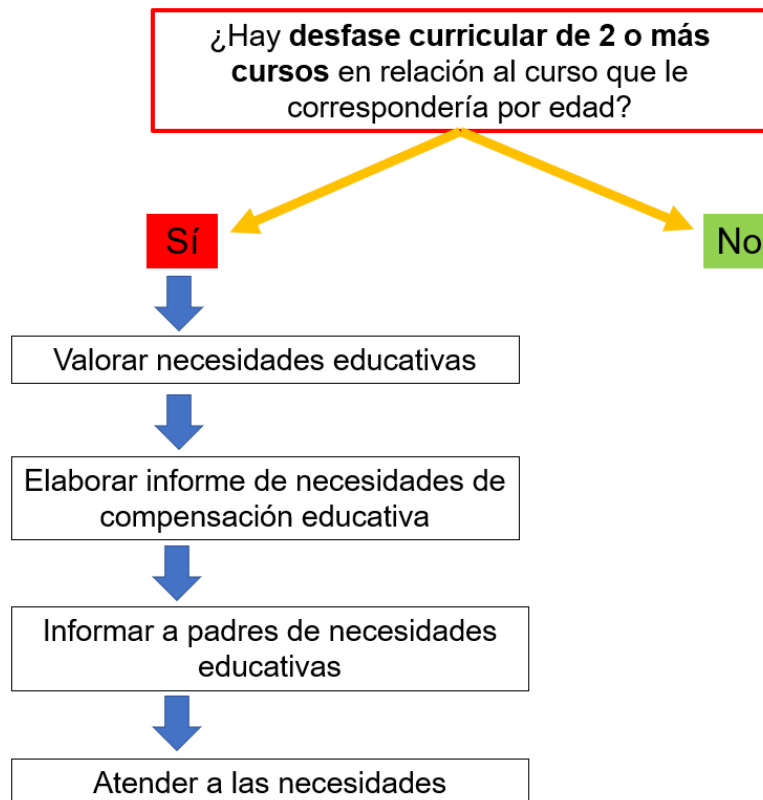 ¿Hay desfase curricular de 2 o más
cursos en relación al curso que le
correspondería por edad?
Sí
No
Valorar necesidades educativas
Elaborar informe de necesidades de
compensación educativa
Informar a padres de necesidades
educativas
Atender a las necesidades